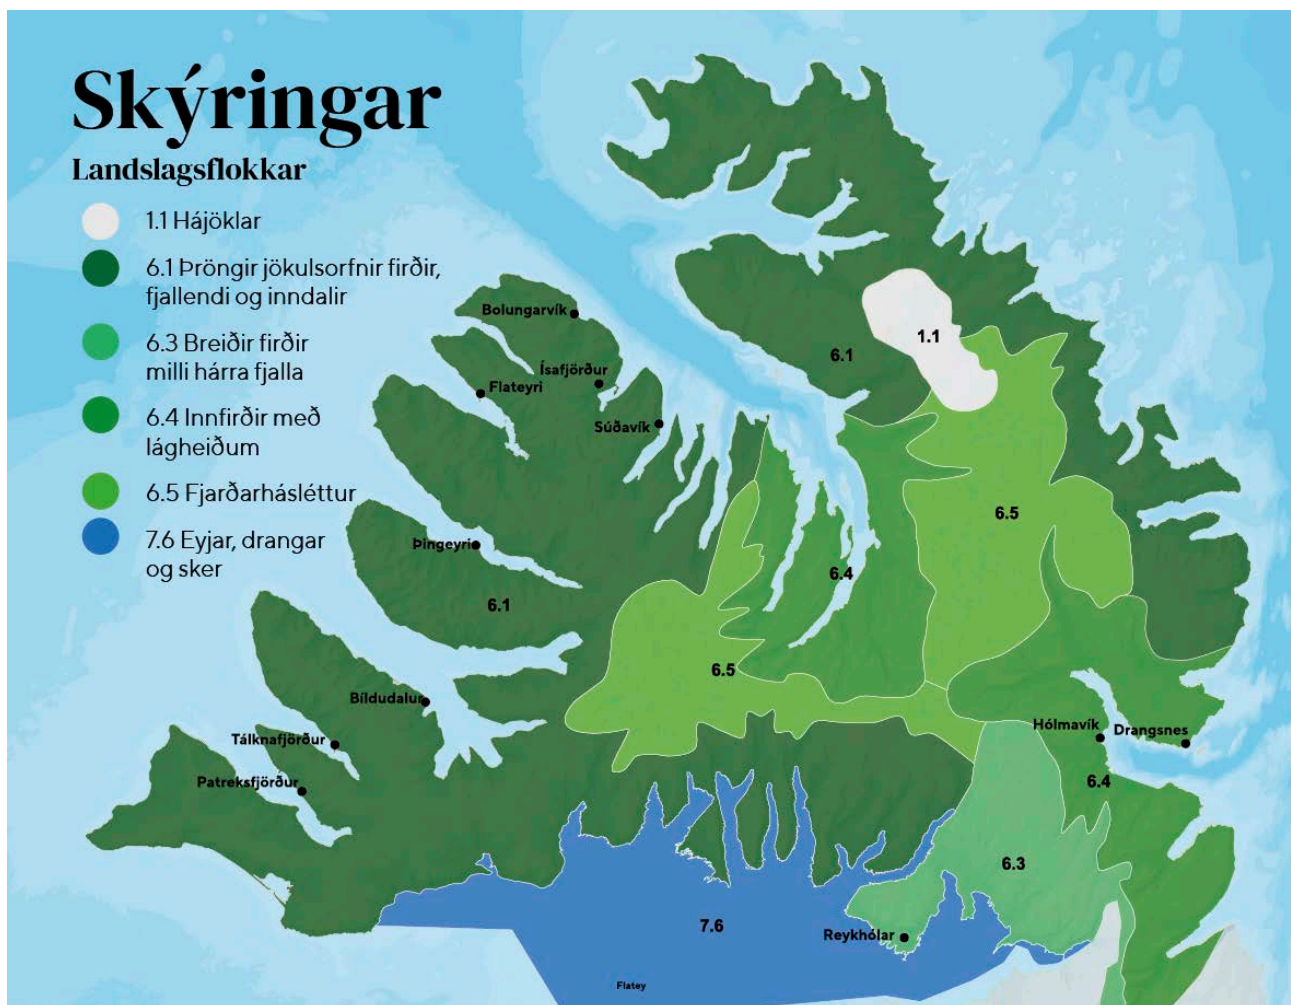 Skýringar
Landslagsflokkar
1.1 Hájöklar
6.1 Þröngir jökulsorfnir firðir,
fjallendi og inndalir
6.3 Breiðir firðir
milli hárra fjalla
6.4 Innfirðir með
lágheiðum
6.5 Fjarðarhásléttur
7.6 Eyjar, drangar
og sker
Bolungarvík
Ísafjörður
Flateyri
Súðavík
6.1
1.1
6.5
Þingeyri
6.1
6.4
6.5
Bíldudalur
Tálknafjörður
Patreksfjörður
Hólmavík
Drangsnes
6.4
6.3
7.6
Reykhólar
Flatey